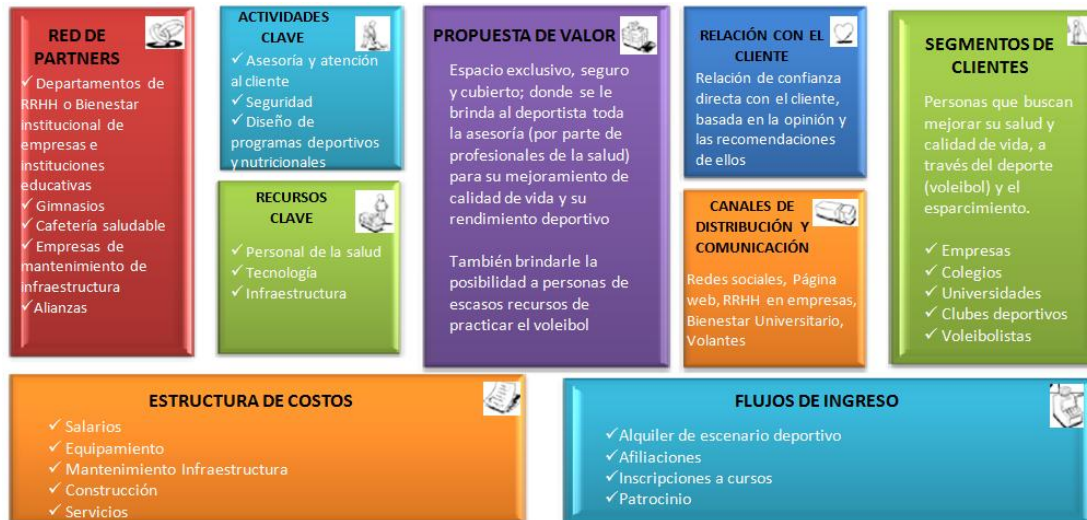 RED DE
PARTNERS
✓ Departamentos de
RRHH o Bienestar
institucional de
empresas e
instituciones
educativas
✓ Gimnasios
✓ Cafetería saludable
✓ Empresas de
mantenimiento de
infraestructura
✓ Alianzas
ACTIVIDADES
CLAVE
✓ Asesoría y atención
al cliente
✓ Seguridad
✓ Diseño de
programas deportivos
y nutricionales
RECURSOS
CLAVE
✓ Personal de la salud
✓ Tecnología
✓ Infraestructura
PROPUESTA DE VALOR
Espacio exclusivo, seguro
y cubierto; donde se le
brinda al deportista toda
la asesoría (por parte de
profesionales de la salud)
para su mejoramiento de
calidad de vida y su
rendimiento deportivo
También brindarle la
posibilidad a personas de
escasos recursos de
practicar el voleibol
RELACIÓN CON EL
CLIENTE
Relación de confianza
directa con el cliente,
basada en la opinión y
las recomendaciones
de ellos
CANALES DE
DISTRIBUCIÓN Y
COMUNICACIÓN
Redes sociales, Página
web, RRHH en empresas,
Bienestar Universitario,
Volantes
SEGMENTOS DE
CLIENTES
Personas que buscan
mejorar su salud y
calidad de vida, a
través del deporte
(voleibol) y el
esparcimiento.
✓ Empresas
✓ Colegios
✓ Universidades
✓ Clubes deportivos
✓ Voleibolistas
ESTRUCTURA DE COSTOS
✓ Salarios
✓ Equipamiento
✓ Mantenimiento Infraestructura
✓ Construcción
✓ Servicios
FLUJOS DE INGRESO
✓ Alquiler de escenario deportivo
✓ Afiliaciones
✓ Inscripciones a cursos
✓ Patrocinio